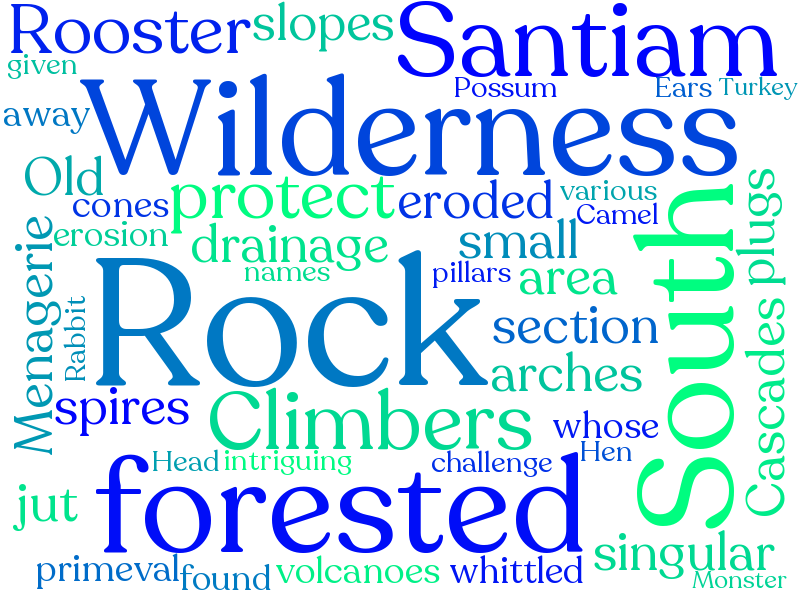 Rooster
slopes
Santiam
given
Possum
Ears
Turkey
away
Wilderness
Old
cones
protect
eroded
various
Camel
erosion
drainage
small
names
pillars
area
South
plugs
Menagerie
Rabbit
Rock
section
arches
Cascades
spires
Climbers
whose
Hen
Head
intriguing
challenge
jut
forested
singular
primeval
found
volcanoes
whittled
Monster